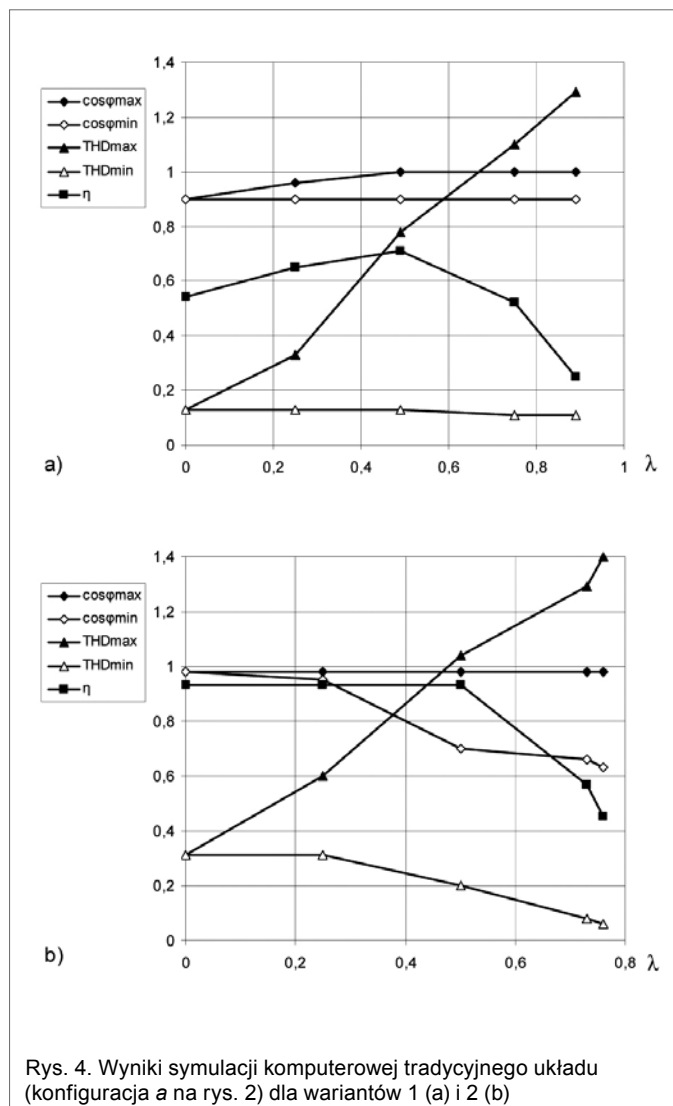 1,4
cosφmax
cosφmin
THDmax
THDmin
η
1,2
1
0,8
0,6
0,4
0,2
0
a)
0 0,2 0,4 0,6 0,8 1 λ
1,4
cosφmax
cosφmin
THDmax
THDmin
η
1,2
1
0,8
0,6
0,4
0,2
0
b)
0 0,2 0,4 0,6 0,8 λ
Rys. 4. Wyniki symulacji komputerowej tradycyjnego układu
(konfiguracja a na rys. 2) dla wariantów 1 (a) i 2 (b)